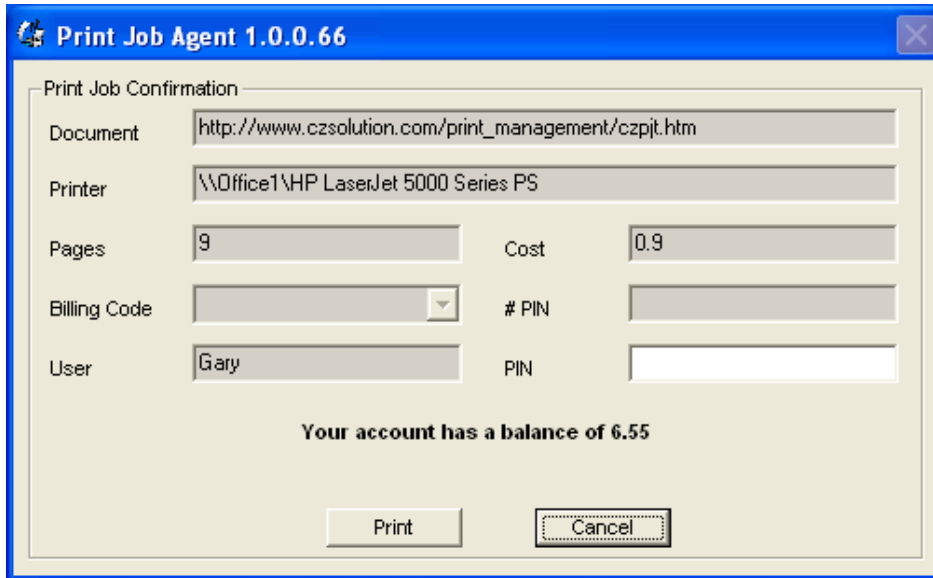 Print Job Agent 1.0.0.66
Print Job Confirmation
Document http://www.czsolution.com/print_management/czpjt.htm
Printer \\Office1\HP LaserJet 5000 Series PS
Pages 9 Cost 0.9
Billing Code # PIN
User Gary PIN
Your account has a balance of 6.55
Print Cancel